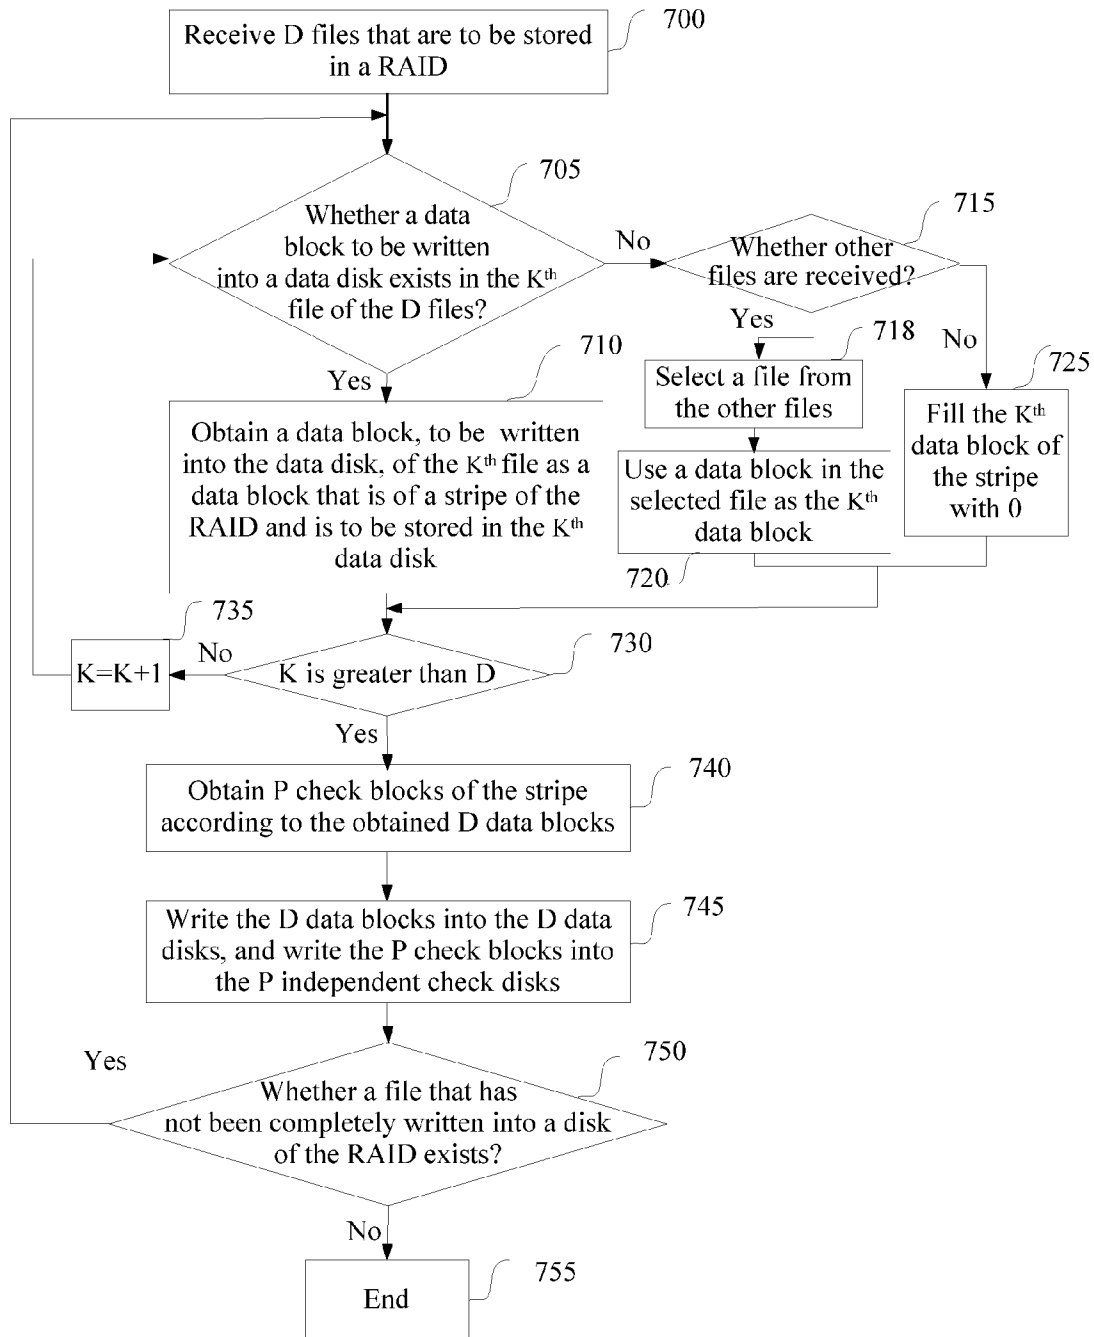 Receive D files that are to be stored
in a RAID
700
705
Whether a data
block to be written
into a data disk exists in the Kth
file of the D files?
No
715
Whether other
files are received?
Yes
No
710
Yes
718
Select a file from
the other files
725
Fill the Kth
data block of
the stripe
with 0
Obtain a data block, to be written
into the data disk, of the Kth file as a
data block that is of a stripe of the
RAID and is to be stored in the Kth
data disk
Use a data block in the
selected file as the Kth
data block
720
735
K=K+1
No
K is greater than D
730
Yes
Obtain P check blocks of the stripe
according to the obtained D data blocks
740
Write the D data blocks into the D data
disks, and write the P check blocks into
the P independent check disks
745
Yes
Whether a file that has
not been completely written into a disk
of the RAID exists?
750
No
End
755